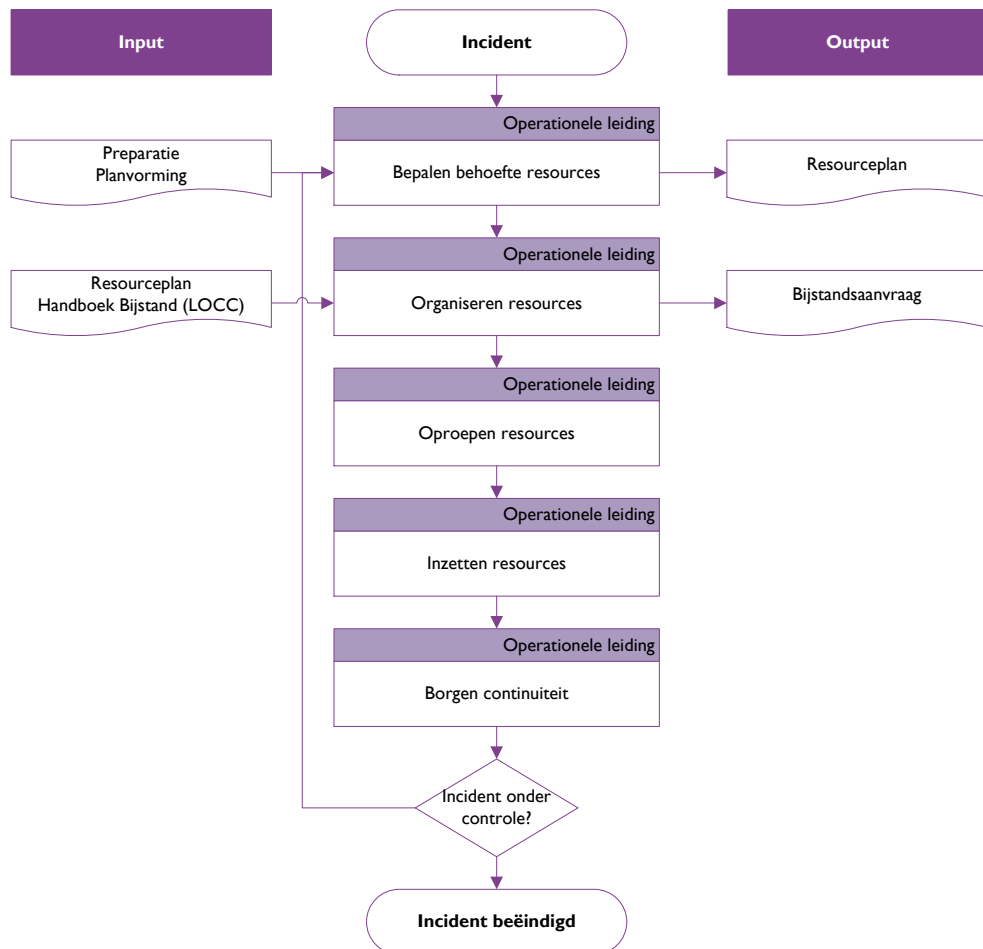 Input
Incident
Output
Operationele leiding
Preparatie
Planvorming
Bepalen behoefte resources
Resourceplan
Operationele leiding
Resourceplan
Handboek Bijstand (LOCC)
Organiseren resources
Bijstandsaanvraag
Operationele leiding
Oproepen resources
Operationele leiding
Inzetten resources
Operationele leiding
Borgen continuiteit
Incident onder
controle?
Incident beëindigd